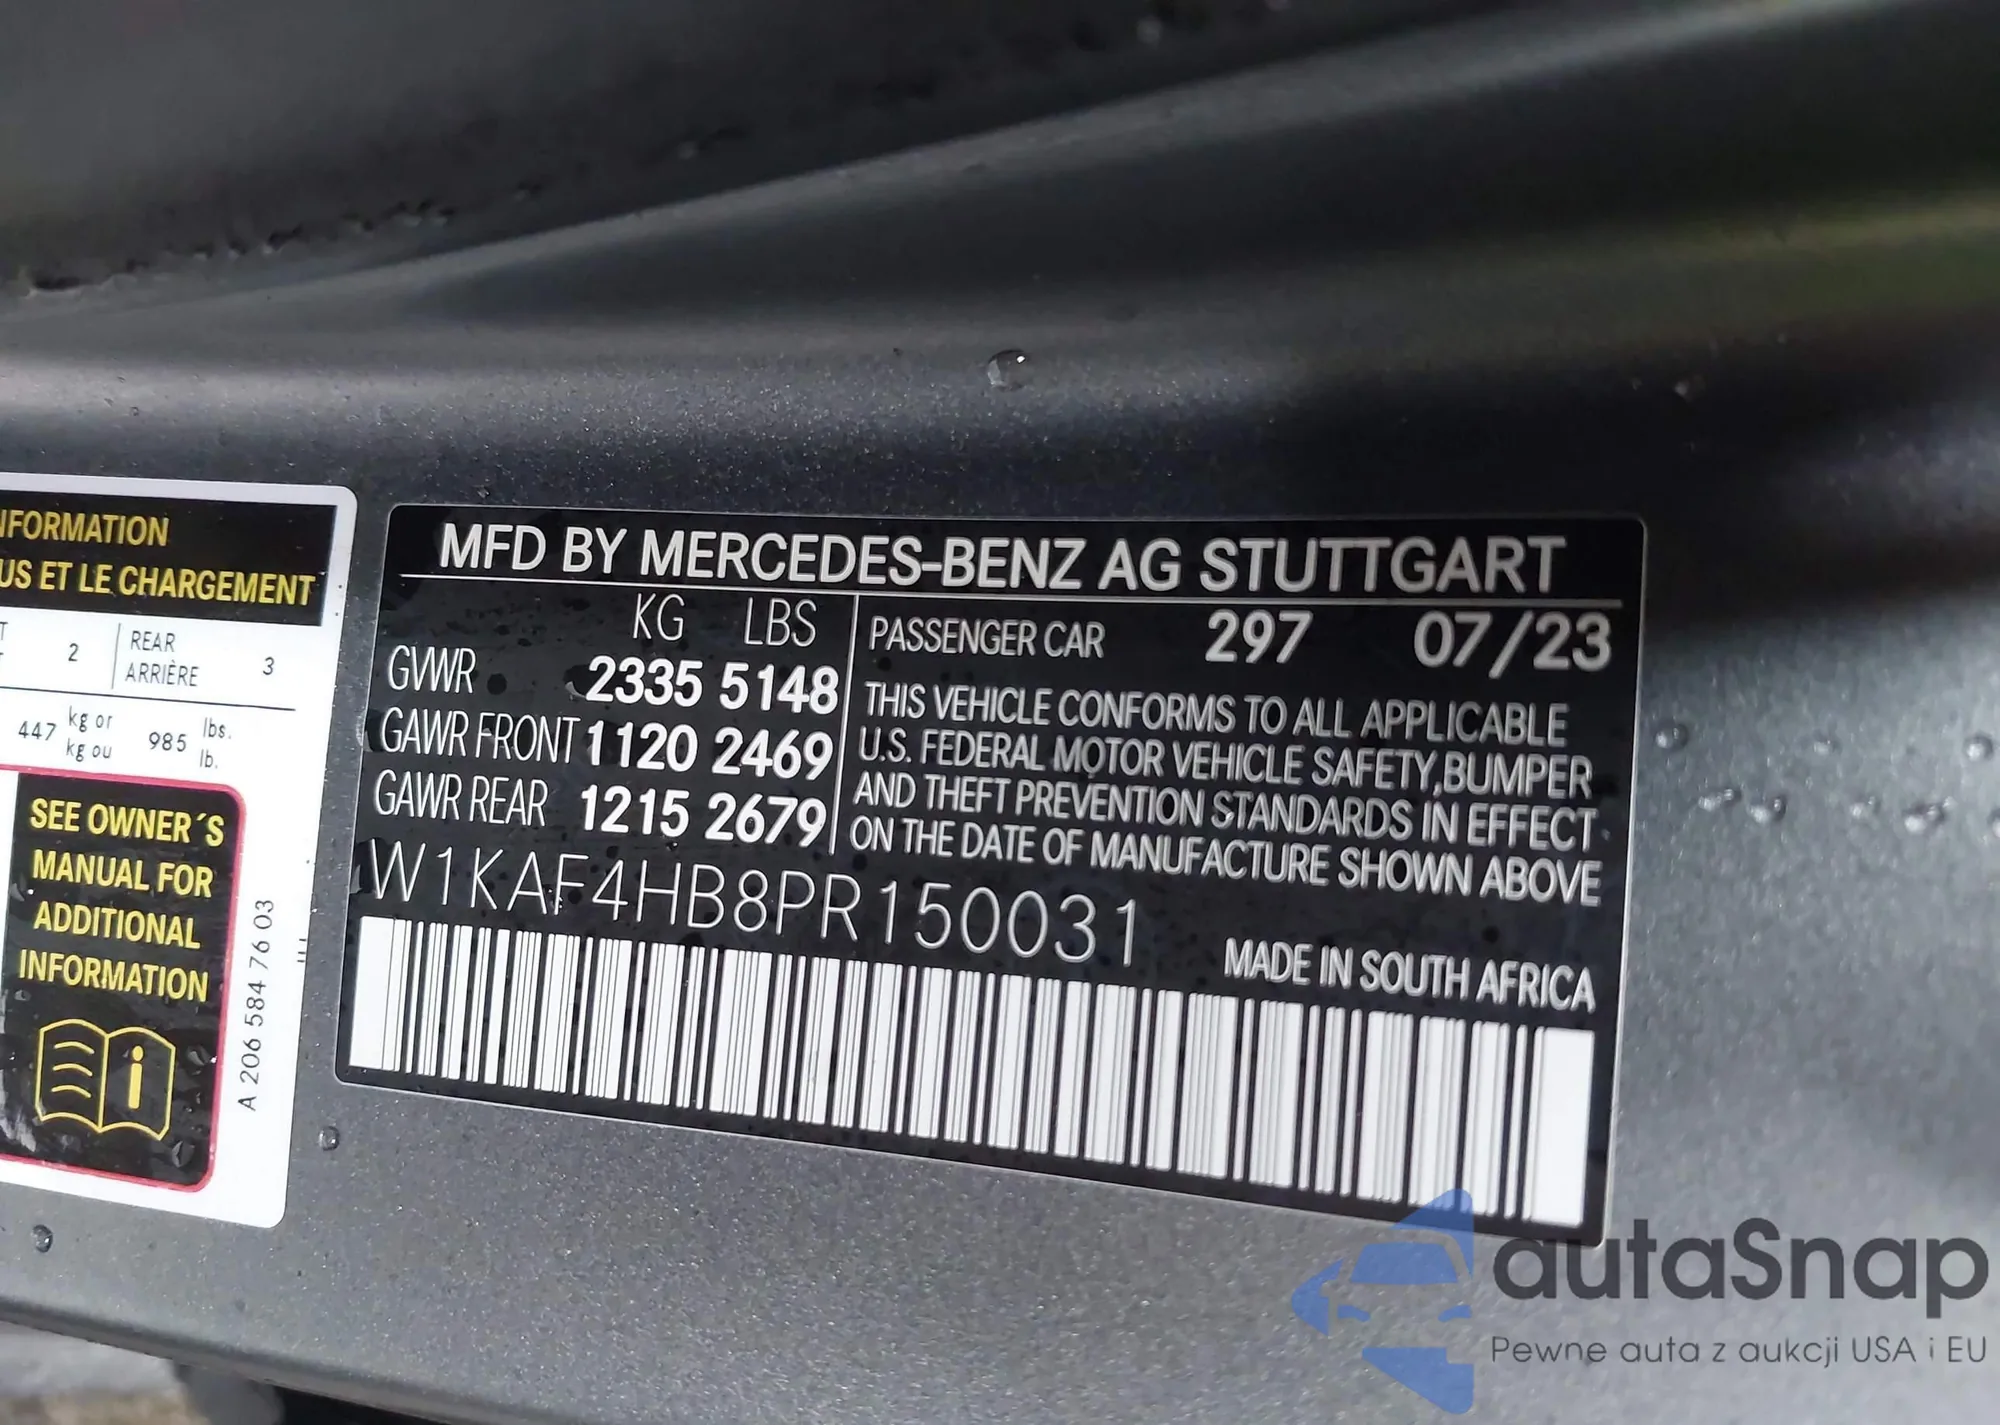 NFORMATION
US ET LE CHARGEMENT
2 REAR 3
ARRIÈRE
447 kg or 985 lbs.
kg ou lb.
SEE OWNER´S
MANUAL FOR
ADDITIONAL
INFORMATION
i
A 206 584 76 03
MFD BY MERCEDES-BENZ AG STUTTGART
KG LBS
GVWR 2335 5148
GAWR FRONT 1120 2469
GAWR REAR 1215 2679
PASSENGER CAR 297 07/23
THIS VEHICLE CONFORMS TO ALL APPLICABLE
U.S. FEDERAL MOTOR VEHICLE SAFETY,BUMPER
AND THEFT PREVENTION STANDARDS IN EFFECT
ON THE DATE OF MANUFACTURE SHOWN ABOVE
W1KAF4HB8PR150031
MADE IN SOUTH AFRICA
autaSnap
Pewne auta z aukcji USA i EU